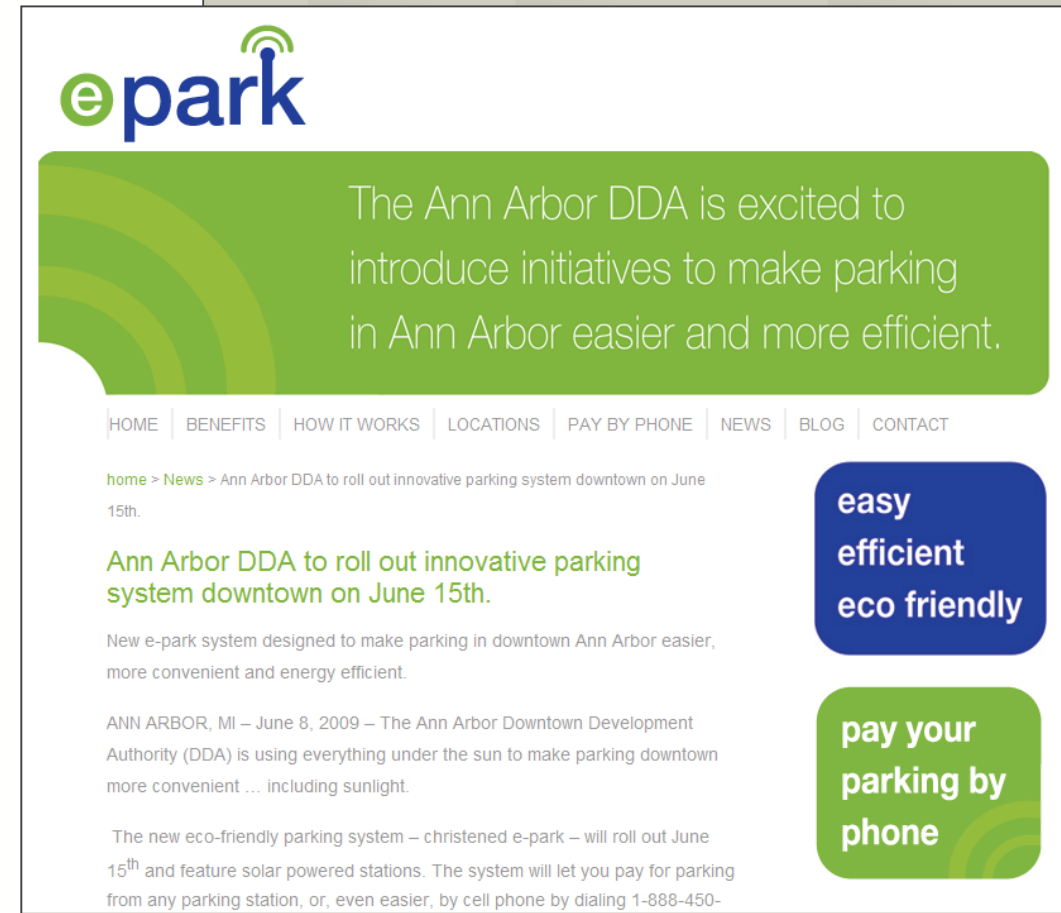 epark
The Ann Arbor DDA is excited to
introduce initiatives to make parking
in Ann Arbor easier and more efficient.
HOME BENEFITS HOW IT WORKS LOCATIONS PAY BY PHONE NEWS BLOG CONTACT
home > News > Ann Arbor DDA to roll out innovative parking system downtown on June
15th.
Ann Arbor DDA to roll out innovative parking
system downtown on June 15th.
New e-park system designed to make parking in downtown Ann Arbor easier,
more convenient and energy efficient.
ANN ARBOR, MI – June 8, 2009 – The Ann Arbor Downtown Development
Authority (DDA) is using everything under the sun to make parking downtown
more convenient … including sunlight.
The new eco-friendly parking system – christened e-park – will roll out June
15th and feature solar powered stations. The system will let you pay for parking
from any parking station, or, even easier, by cell phone by dialing 1-888-450-
easy
efficient
eco friendly
pay your
parking by
phone